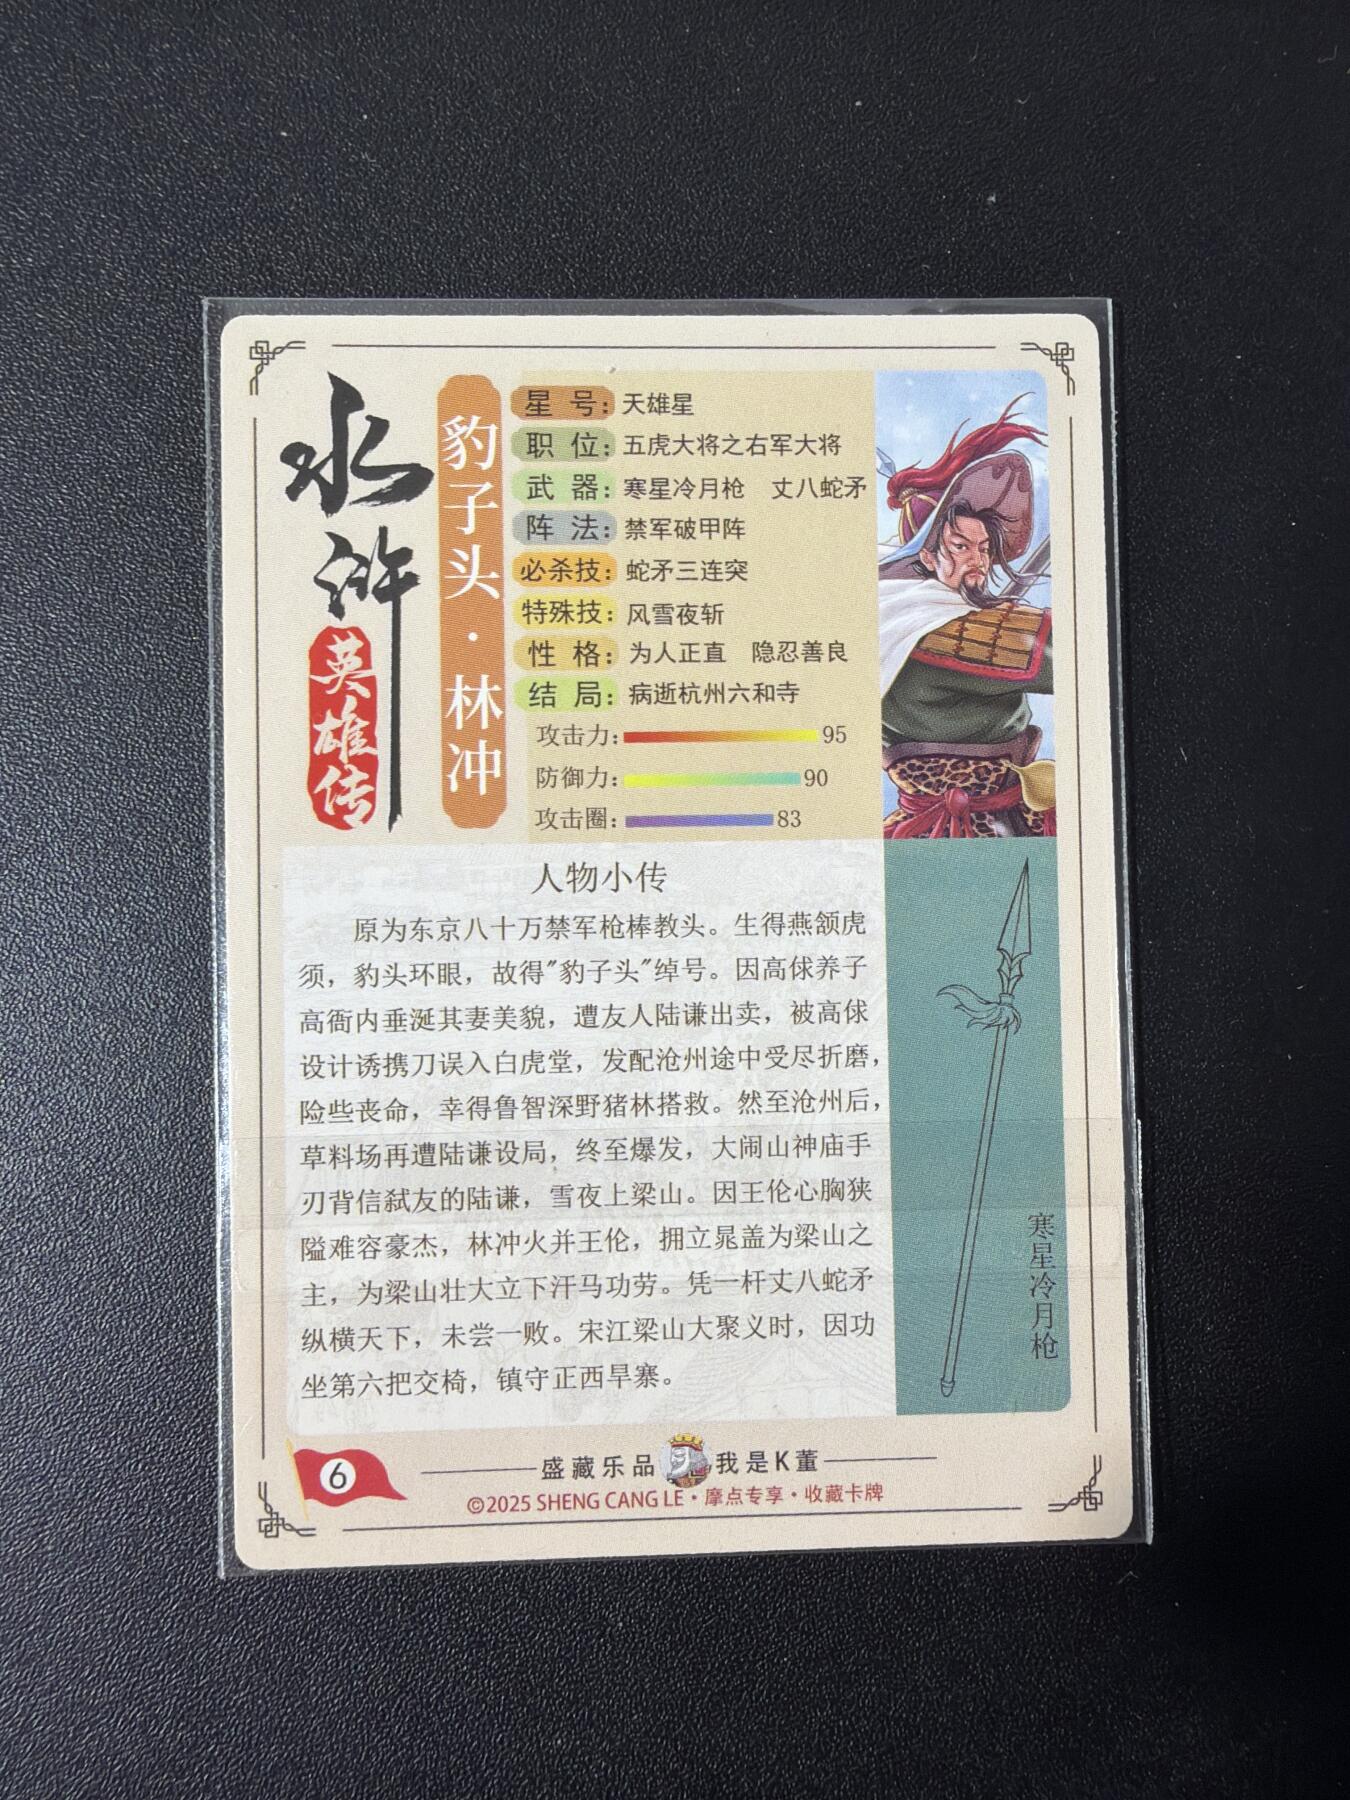 水浒
英雄传
豹子头·林冲
星号：天雄星
职位：五虎大将之右军大将
武器：寒星冷月枪 丈八蛇矛
阵法：禁军破甲阵
必杀技：蛇矛三连突
特殊技：风雪夜斩
性格：为人正直 隐忍善良
结局：病逝杭州六和寺
攻击力：95
防御力：90
攻击圈：83
人物小传
原为东京八十万禁军枪棒教头。生得燕颔虎
须，豹头环眼，故得"豹子头"绰号。因高俅养子
高衙内垂涎其妻美貌，遭友人陆谦出卖，被高俅
设计诱携刀误入白虎堂，发配沧州途中受尽折磨，
险些丧命，幸得鲁智深野猪林搭救。然至沧州后，
草料场再遭陆谦设局，终至爆发，大闹山神庙手
刃背信弑友的陆谦，雪夜上梁山。因王伦心胸狭
隘难容豪杰，林冲火并王伦，拥立晁盖为梁山之
主，为梁山壮大立下汗马功劳。凭一杆丈八蛇矛
纵横天下，未尝一败。宋江梁山大聚义时，因功
坐第六把交椅，镇守正西旱寨。
寒星冷月枪
6
盛藏乐品 我是K董
©2025 SHENG CANG LE·摩点专享·收藏卡牌